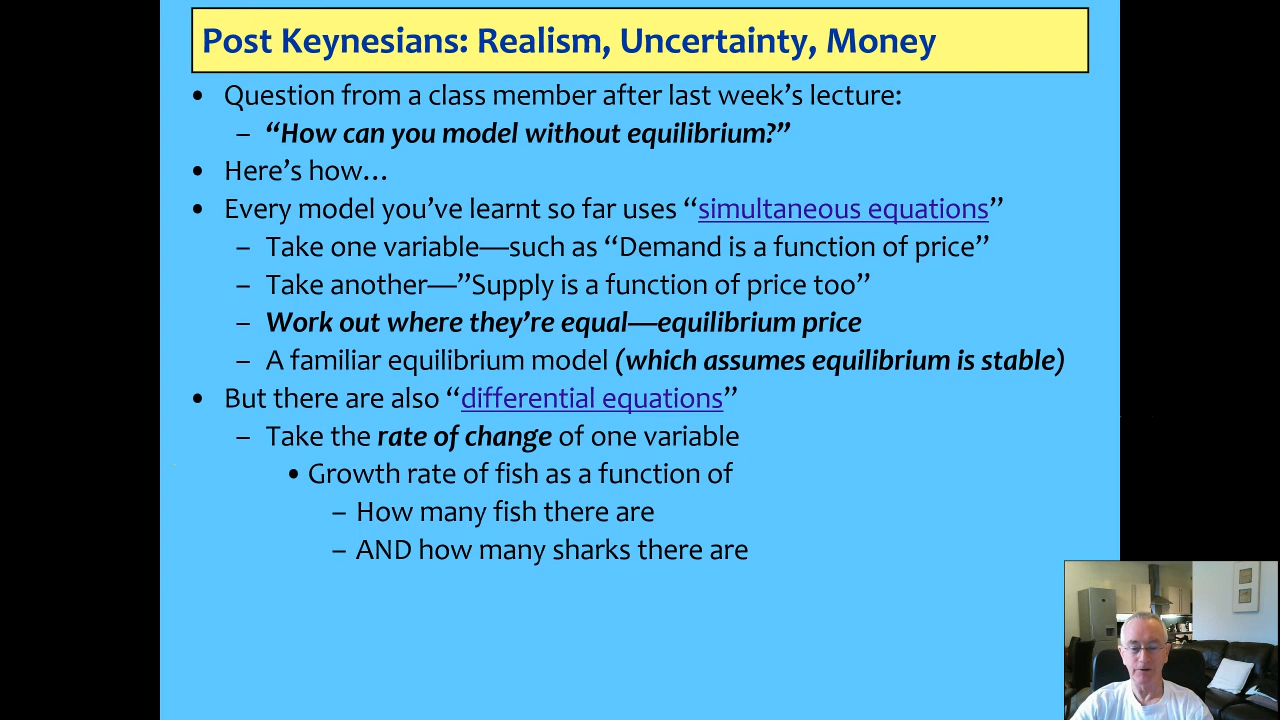 Post Keynesians: Realism, Uncertainty, Money
• Question from a class member after last week’s lecture:
– “How can you model without equilibrium?”
• Here’s how…
• Every model you’ve learnt so far uses “simultaneous equations”
– Take one variable—such as “Demand is a function of price”
– Take another—”Supply is a function of price too”
– Work out where they’re equal—equilibrium price
– A familiar equilibrium model (which assumes equilibrium is stable)
• But there are also “differential equations”
– Take the rate of change of one variable
• Growth rate of fish as a function of
– How many fish there are
– AND how many sharks there are